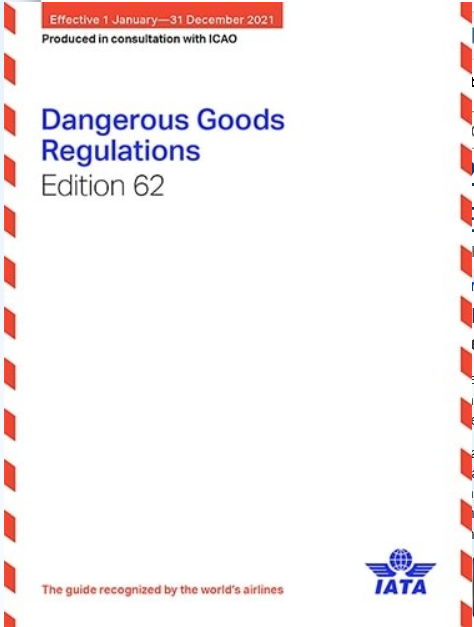 Effective 1 January—31 December 2021
Produced in consultation with ICAO
Dangerous Goods
Regulations
Edition 62
The guide recognized by the world's airlines
IATA